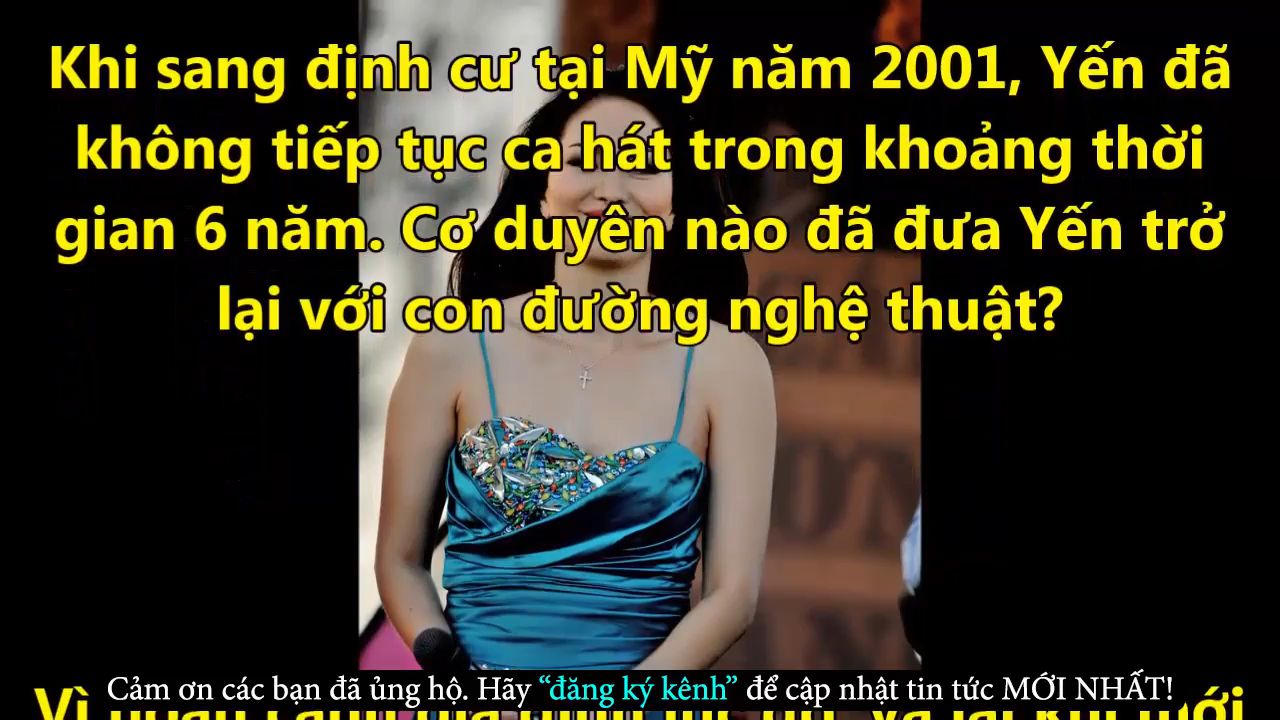 Khi sang định cư tại Mỹ năm 2001, Yến đã
không tiếp tục ca hát trong khoảng thời
gian 6 năm. Cơ duyên nào đã đưa Yến trở
lại với con đường nghệ thuật?
Cảm ơn các bạn đã ủng hộ. Hãy “đăng ký kênh” để cập nhật tin tức MỚI NHẤT!
Vì